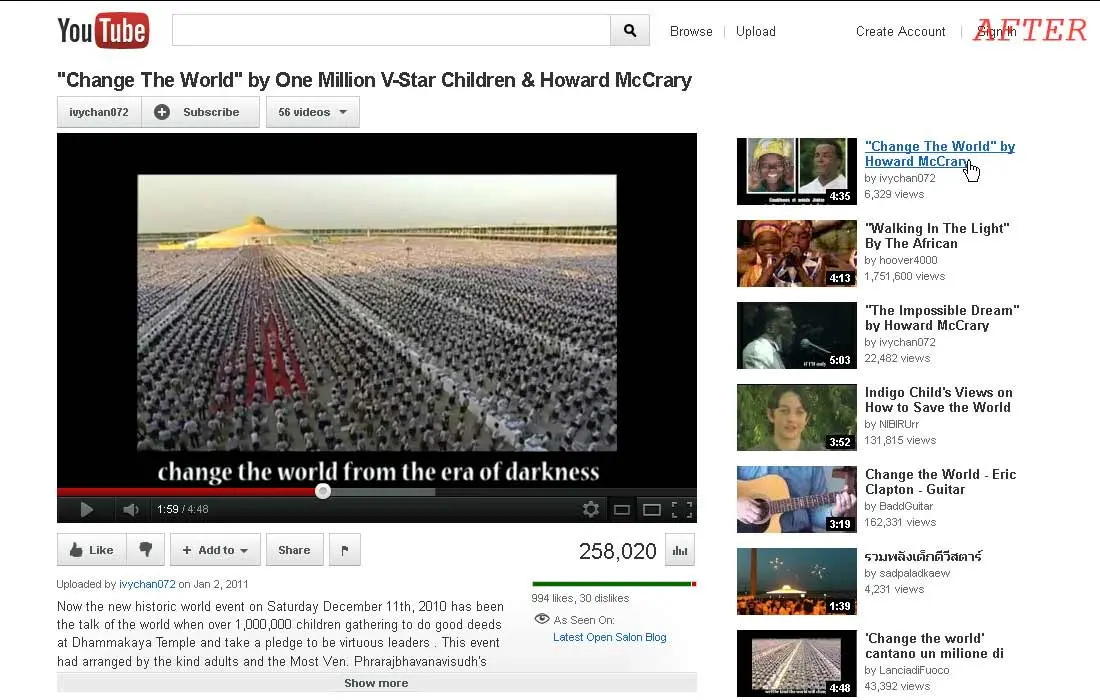 YouTube
Browse
Upload
Create Account
Sign In
AFTER
"Change The World" by One Million V-Star Children & Howard McCrary
ivychan072
Subscribe
56 videos
change the world from the era of darkness
1:59 / 4:48
Like
Add to
Share
258,020
Uploaded by ivychan072 on Jan 2, 2011
Now the new historic world event on Saturday December 11th, 2010 has been
the talk of the world when over 1,000,000 children gathering to do good deeds
at Dhammakaya Temple and take a pledge to be virtuous leaders . This event
had arranged by the kind adults and the Most Ven. Phrarajbhavanavisudh's
Show more
994 likes, 30 dislikes
As Seen On:
Latest Open Salon Blog
4:35
"Change The World" by
Howard McCrary
by ivychan072
6,329 views
4:13
"Walking In The Light"
By The African
by hoover4000
1,751,600 views
5:03
"The Impossible Dream"
by Howard McCrary
by ivychan072
22,482 views
3:52
Indigo Child's Views on
How to Save the World
by NIBIRUrr
131,815 views
3:19
Change the World - Eric
Clapton - Guitar
by BaddGuitar
162,331 views
1:39
รวมพลังเด็กดีวีสตาร์
by sadpaladkaew
4,231 views
4:48
'Change the world'
cantano un milione di
by LanciadiFuoco
43,392 views